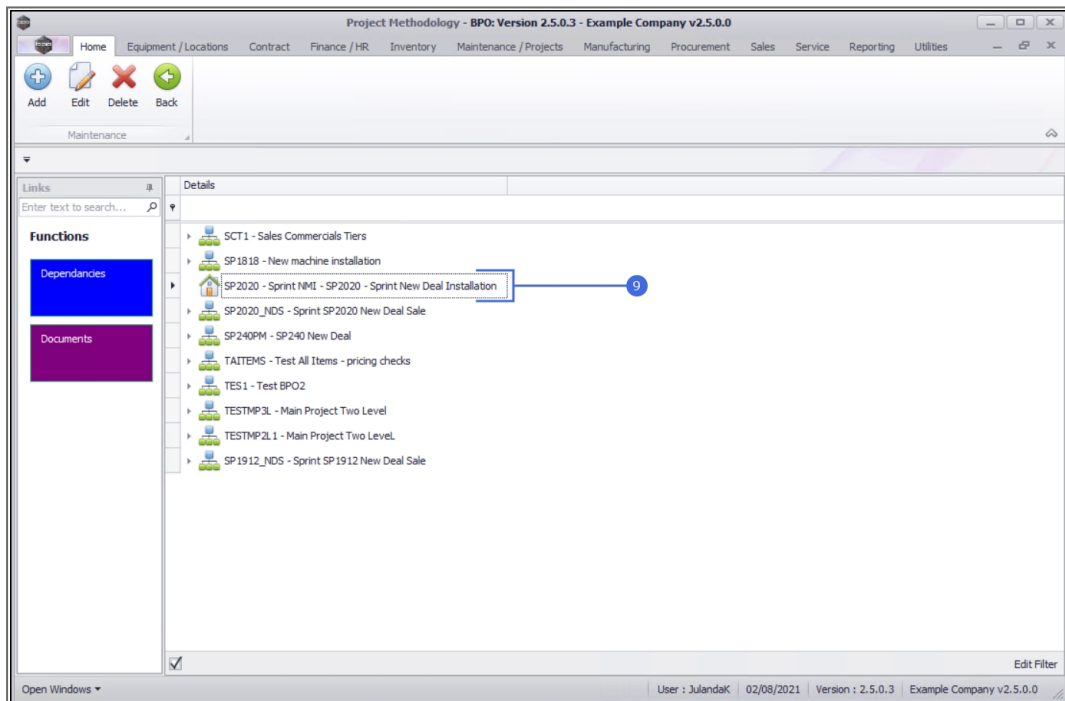 Project Methodology - BPO: Version 2.5.0.3 - Example Company v2.5.0.0
Home Equipment / Locations Contract Finance / HR Inventory Maintenance / Projects Manufacturing Procurement Sales Service Reporting Utilities
Add Edit Delete Back
Maintenance
Links
Details
Enter text to search...
Functions
Dependancies
Documents
SCT1 - Sales Commercials Tiers
SP1818 - New machine installation
SP2020 - Sprint NMI - SP2020 - Sprint New Deal Installation
9
SP2020_NDS - Sprint SP2020 New Deal Sale
SP240PM - SP240 New Deal
TAITEMS - Test All Items - pricing checks
TES1 - Test BPO2
TESTMP3L - Main Project Two Level
TESTMP2L1 - Main Project Two LeveL
SP1912_NDS - Sprint SP1912 New Deal Sale
Edit Filter
Open Windows
User : JulandaK 02/08/2021 Version : 2.5.0.3 Example Company v2.5.0.0